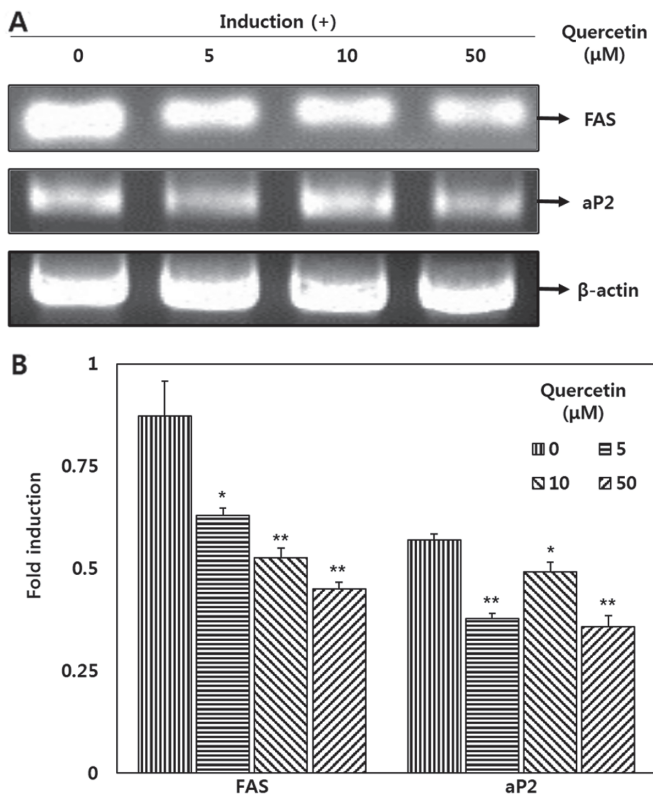 A
Induction (+)
Quercetin
(µM)
0 5 10 50
FAS
aP2
β-actin
B
1
0.75
0.5
0.25
0
Fold induction
Quercetin
(µM)
0 5
10 50
*
**
**
**
*
**
FAS aP2